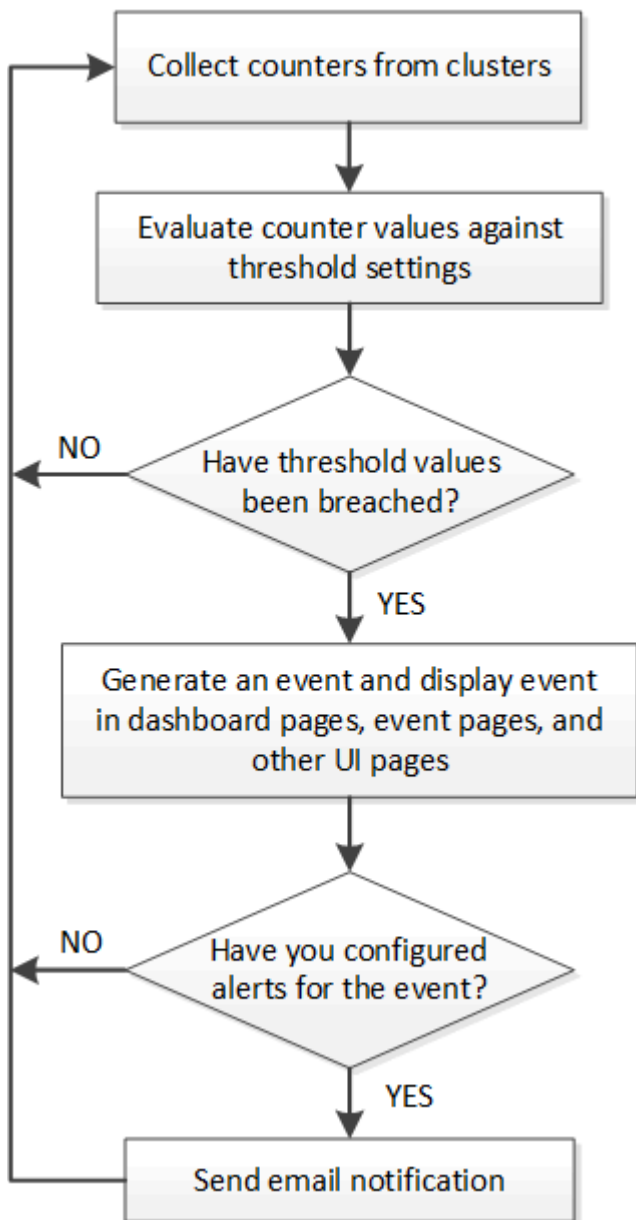 Collect counters from clusters
Evaluate counter values against
threshold settings
NO
Have threshold values
been breached?
YES
Generate an event and display event
in dashboard pages, event pages, and
other UI pages
NO
Have you configured
alerts for the event?
YES
Send email notification